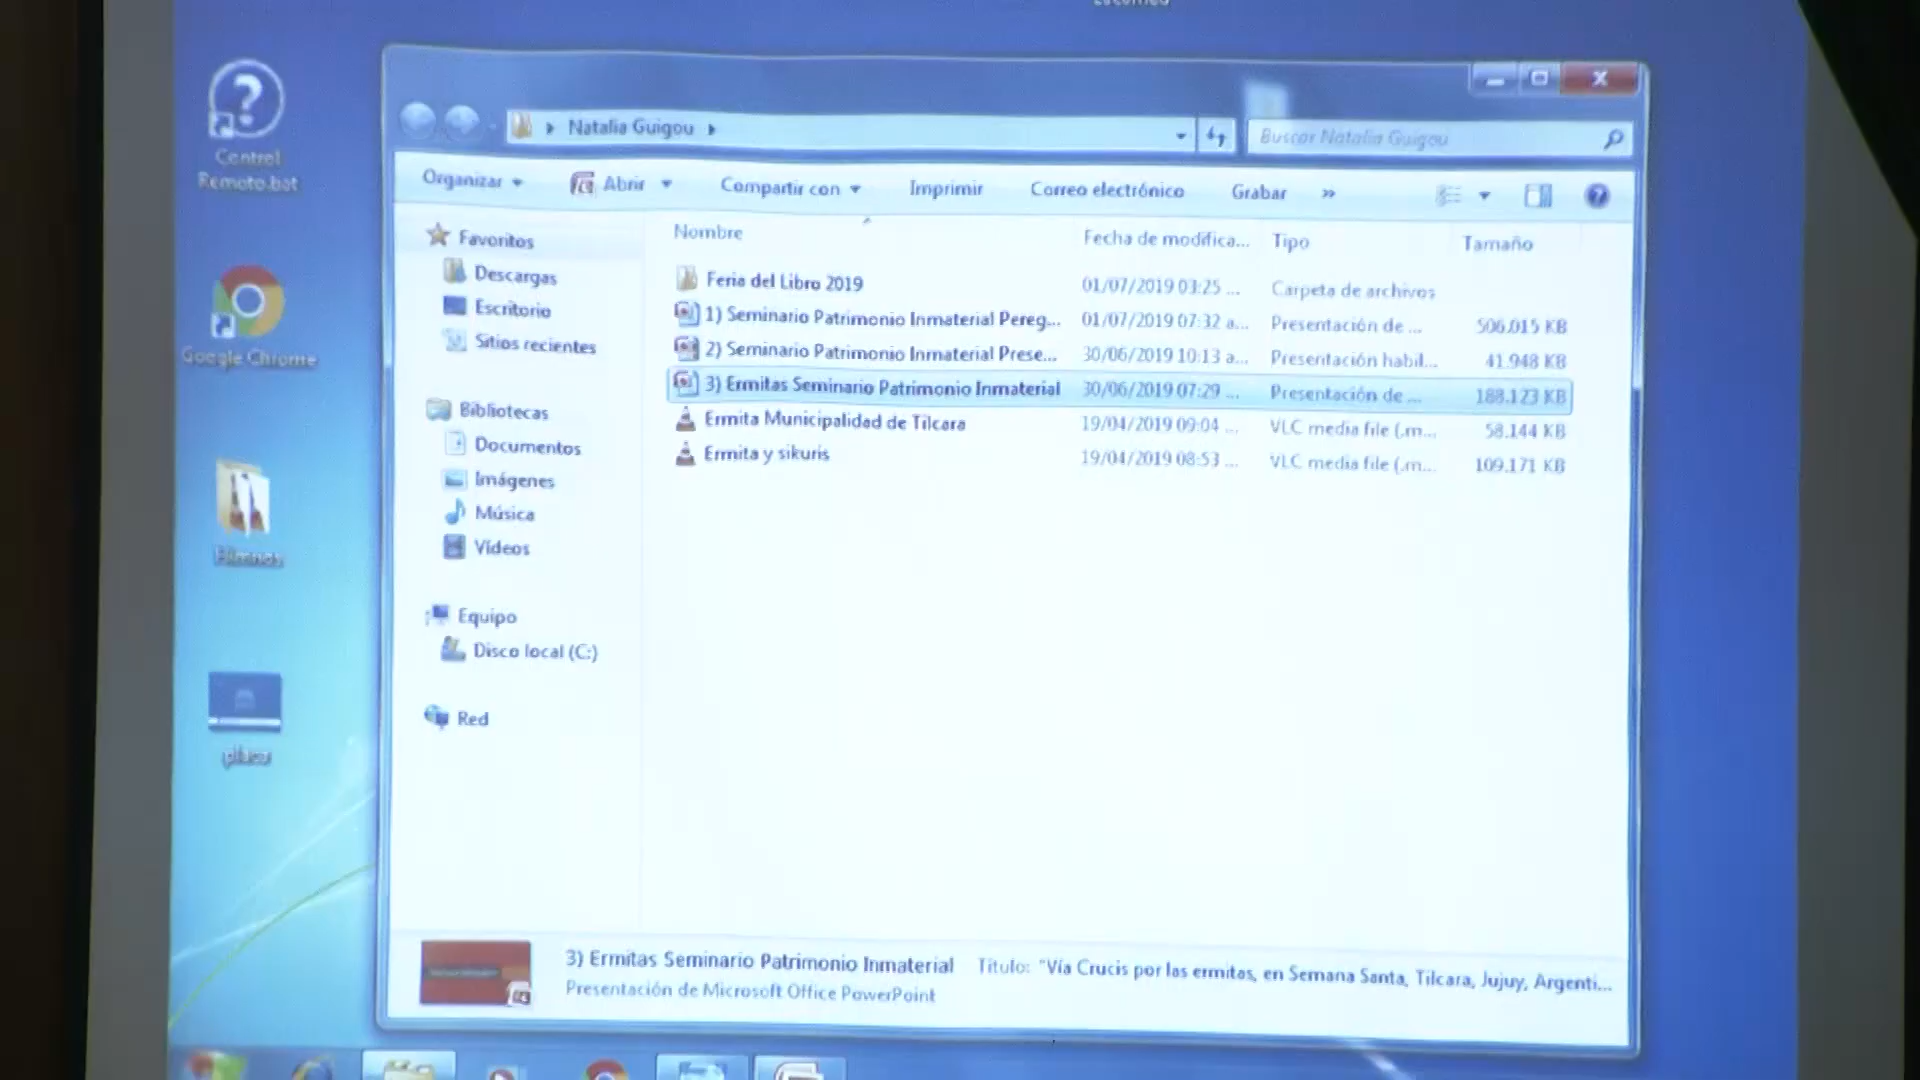 Control
Remoto.bat
Google Chrome
Natalia Guigou
Buscar Natalia Guigou
Organizar
Abrir
Compartir con
Imprimir
Correo electrónico
Grabar
»
Favoritos
Descargas
Escritorio
Sitios recientes
Bibliotecas
Documentos
Imágenes
Música
Vídeos
Equipo
Disco local (C:)
Red
Nombre Fecha de modifica... Tipo Tamaño
Feria del Libro 2019 01/07/2019 03:25 ... Carpeta de archivos
1) Seminario Patrimonio Inmaterial Pereg... 01/07/2019 07:32 a... Presentación de ... 506.015 KB
2) Seminario Patrimonio Inmaterial Prese... 30/06/2019 10:13 a... Presentación habil... 41.948 KB
3) Ermitas Seminario Patrimonio Inmaterial 30/06/2019 07:29 ... Presentación de ... 188.123 KB
Ermita Municipalidad de Tilcara 19/04/2019 09:04 ... VLC media file (.m... 58.144 KB
Ermita y sikuris 19/04/2019 08:53 ... VLC media file (.m... 109.171 KB
3) Ermitas Seminario Patrimonio Inmaterial Título: "Vía Crucis por las ermitas, en Semana Santa, Tilcara, Jujuy, Argenti...
Presentación de Microsoft Office PowerPoint